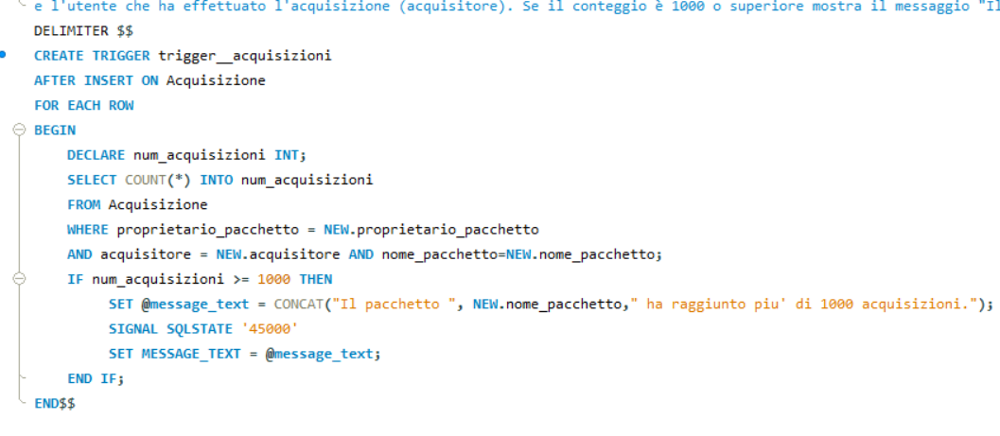 e l'utente che ha effettuato l'acquisizione (acquisitore). Se il conteggio è 1000 o superiore mostra il messaggio "Il
DELIMITER $$
CREATE TRIGGER trigger__acquisizioni
AFTER INSERT ON Acquisizione
FOR EACH ROW
BEGIN
DECLARE num_acquisizioni INT;
SELECT COUNT(*) INTO num_acquisizioni
FROM Acquisizione
WHERE proprietario_pacchetto = NEW.proprietario_pacchetto
AND acquisitore = NEW.acquisitore AND nome_pacchetto=NEW.nome_pacchetto;
IF num_acquisizioni >= 1000 THEN
SET @message_text = CONCAT("Il pacchetto ", NEW.nome_pacchetto," ha raggiunto piu' di 1000 acquisizioni.");
SIGNAL SQLSTATE '45000'
SET MESSAGE_TEXT = @message_text;
END IF;
END$$